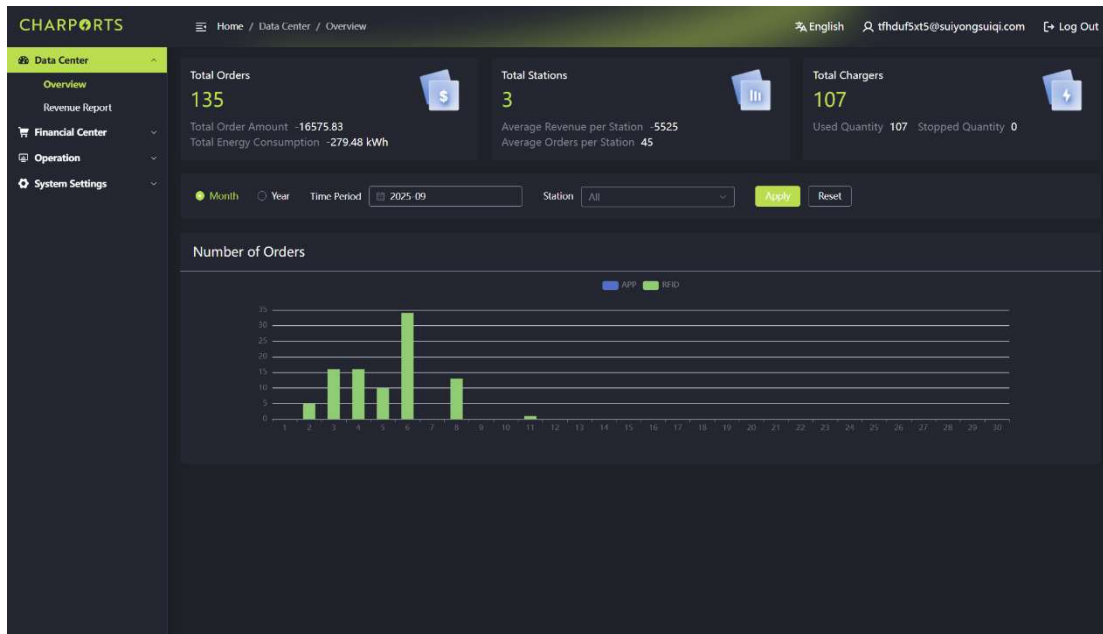 CHARPORTS
Home / Data Center / Overview
English
tfhduf5xt5@suiyongsuiqi.com
Log Out
Data Center
Overview
Revenue Report
Financial Center
Operation
System Settings
Total Orders
135
Total Order Amount -16575.83
Total Energy Consumption -279.48 kWh
$
Total Stations
3
Average Revenue per Station -5525
Average Orders per Station 45
Total Chargers
107
Used Quantity 107 Stopped Quantity 0
Month Year Time Period 2025-09 Station All Apply Reset
Number of Orders
APP RFID
35
30
25
20
15
10
5
0
1 2 3 4 5 6 7 8 9 10 11 12 13 14 15 16 17 18 19 20 21 22 23 24 25 26 27 28 29 30